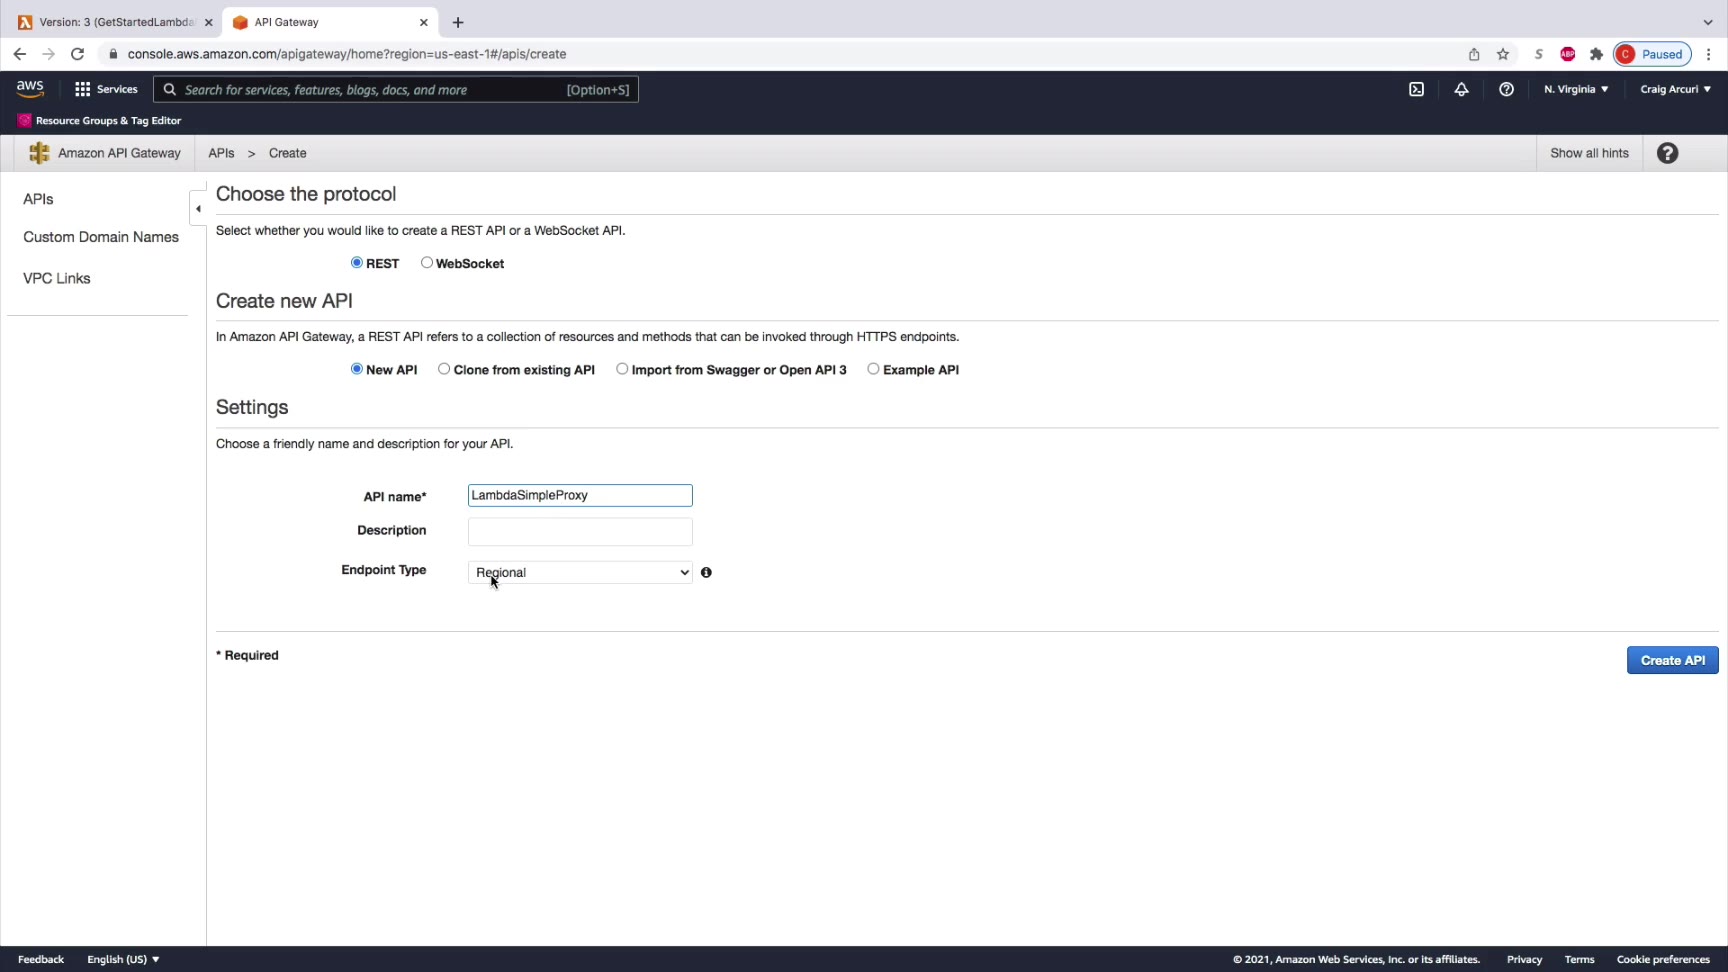 Version: 3 (GetStartedLambda
API Gateway
console.aws.amazon.com/apigateway/home?region=us-east-1#/apis/create
S
ABP
C Paused
aws
Services
Search for services, features, blogs, docs, and more [Option+S]
N. Virginia
Craig Arcuri
Resource Groups & Tag Editor
Amazon API Gateway
APIs > Create
Show all hints
?
APIs
Custom Domain Names
VPC Links
Choose the protocol
Select whether you would like to create a REST API or a WebSocket API.
REST WebSocket
Create new API
In Amazon API Gateway, a REST API refers to a collection of resources and methods that can be invoked through HTTPS endpoints.
New API Clone from existing API Import from Swagger or Open API 3 Example API
Settings
Choose a friendly name and description for your API.
API name* LambdaSimpleProxy
Description
Endpoint Type Regional
* Required
Create API
Feedback English (US)
© 2021, Amazon Web Services, Inc. or its affiliates. Privacy Terms Cookie preferences